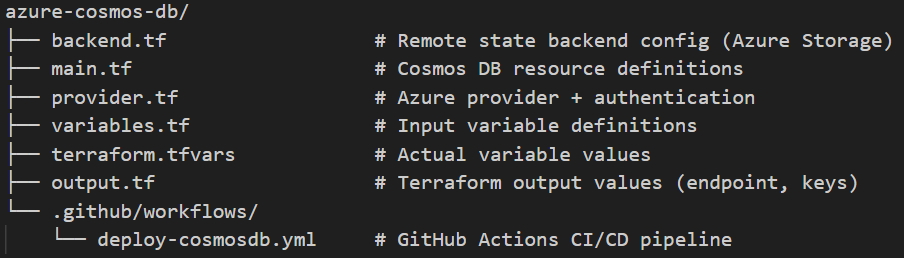 azure-cosmos-db/
├── backend.tf                  # Remote state backend config (Azure Storage)
├── main.tf                     # Cosmos DB resource definitions
├── provider.tf                 # Azure provider + authentication
├── variables.tf                # Input variable definitions
├── terraform.tfvars            # Actual variable values
├── output.tf                   # Terraform output values (endpoint, keys)
└── .github/workflows/
    └── deploy-cosmosdb.yml     # GitHub Actions CI/CD pipeline